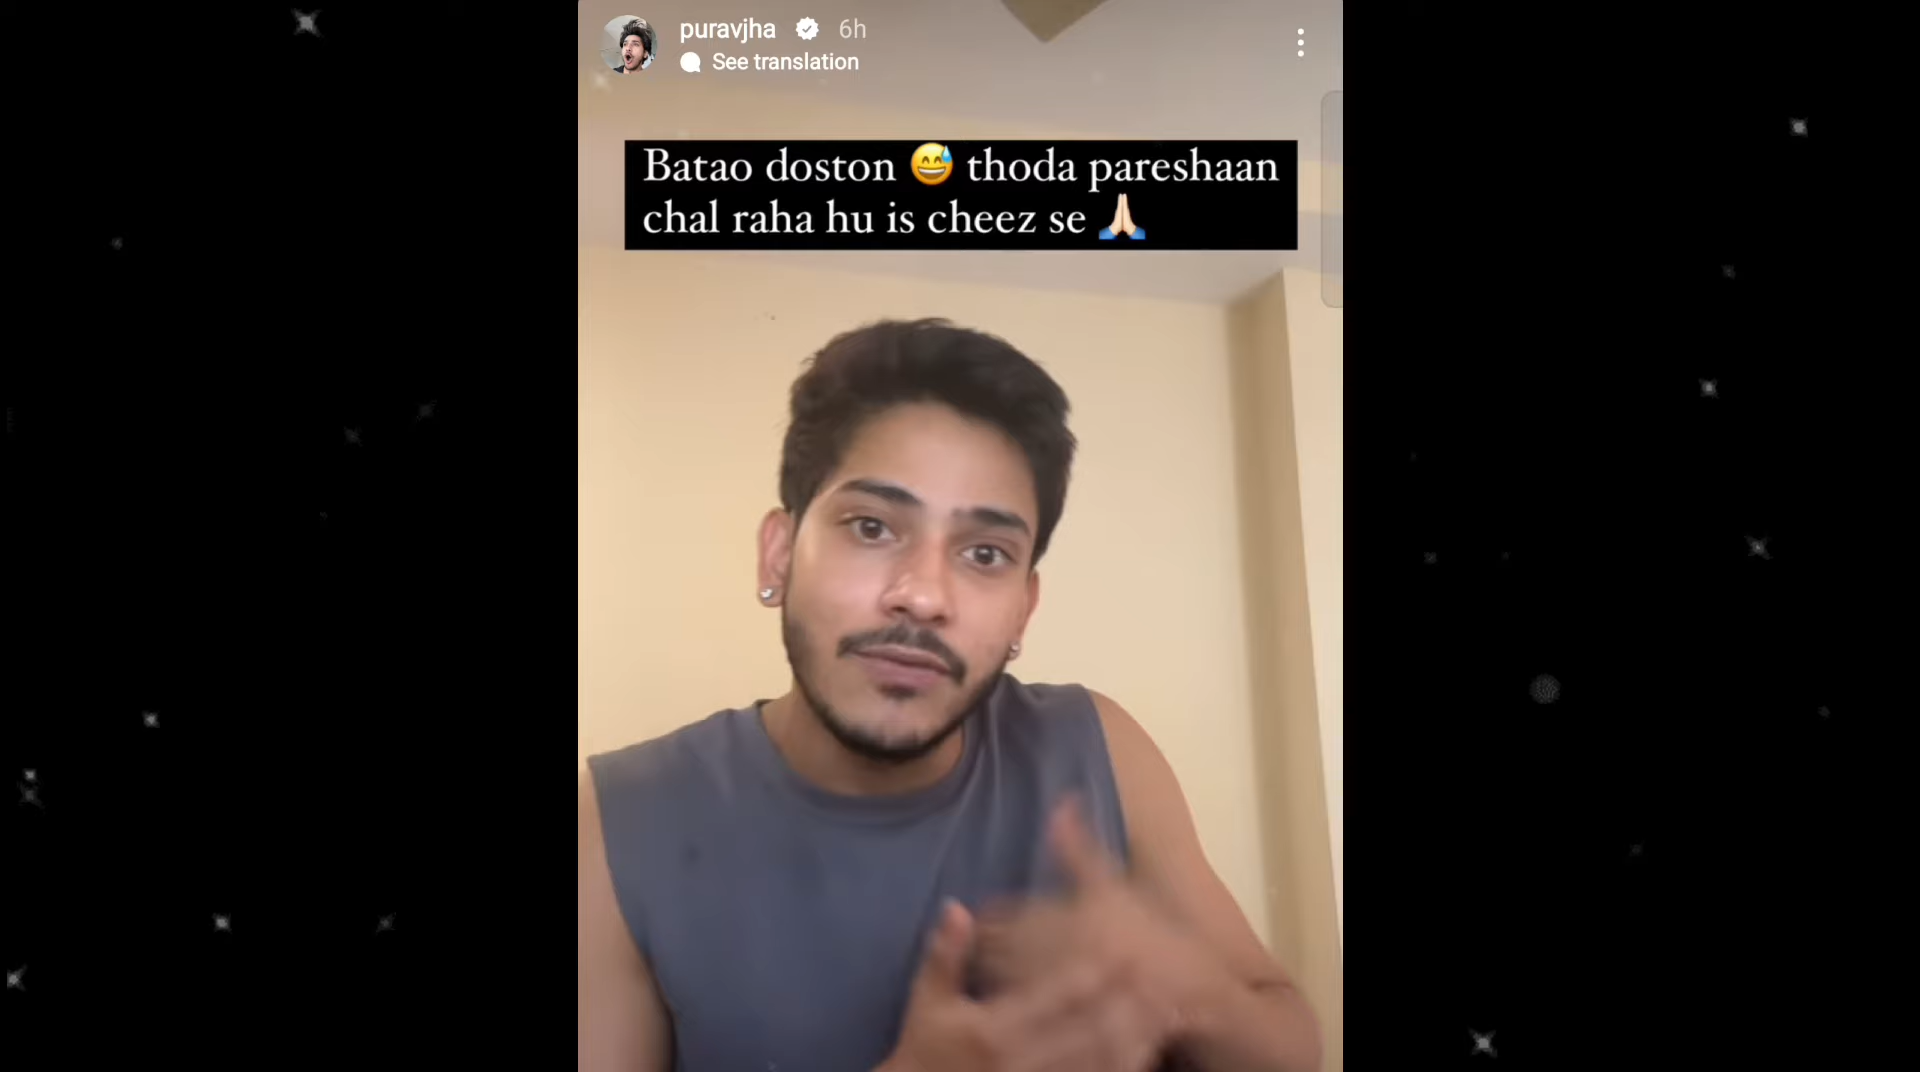 puravjha 6h
See translation
Batao doston 😅 thoda pareshaan
chal raha hu is cheez se 🙏🏻